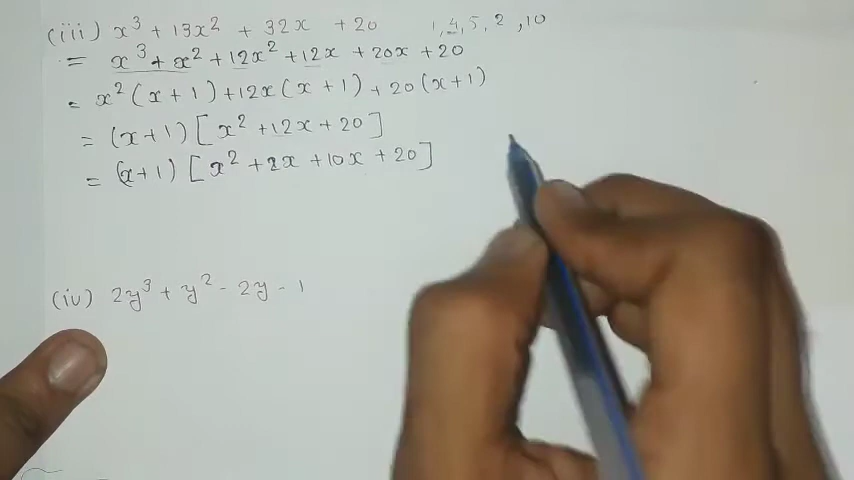 (iii) x³ + 13x² + 32x + 20 1, 4, 5, 2, 10
= x³ + x² + 12x² + 12x + 20x + 20
= x² (x + 1) + 12x (x + 1) + 20 (x+1)
= (x+1) [x² + 12x + 20]
= (x+1) [x² + 2x + 10x + 20]
(iv) 2y³ + y² - 2y - 1